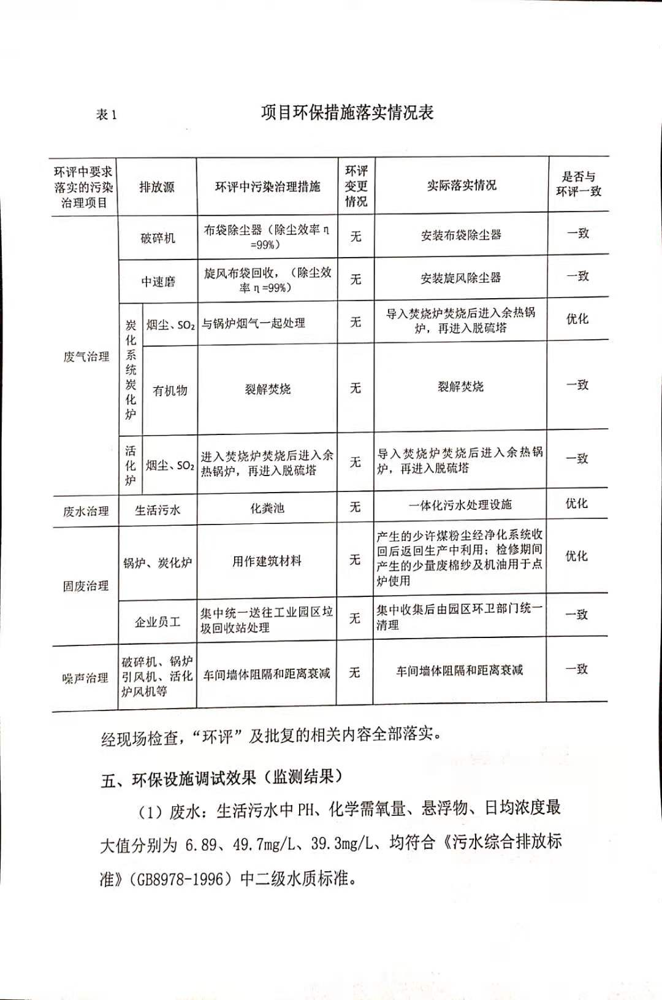 表1 项目环保措施落实情况表
环评中要求
落实的污染
治理项目
排放源
环评中污染治理措施
环评
变更
情况
实际落实情况
是否与
环评一致
废气治理
破碎机
布袋除尘器（除尘效率η
=99%）
无
安装布袋除尘器
一致
中速磨
旋风布袋回收，（除尘效
率η=99%）
无
安装旋风除尘器
一致
炭
化
系
统
炭
化
炉
烟尘、SO₂
与锅炉烟气一起处理
无
导入焚烧炉焚烧后进入余热锅
炉，再进入脱硫塔
优化
有机物
裂解焚烧
无
裂解焚烧
一致
活
化
炉
烟尘、SO₂
进入焚烧炉焚烧后进入余
热锅炉，再进入脱硫塔
无
导入焚烧炉焚烧后进入余热锅
炉，再进入脱硫塔
一致
废水治理
生活污水
化粪池
无
一体化污水处理设施
优化
固废治理
锅炉、炭化炉
用作建筑材料
无
产生的少许煤粉尘经净化系统收
回后返回生产中利用；检修期间
产生的少量废棉纱及机油用于点
炉使用
优化
企业员工
集中统一送往工业园区垃
圾回收站处理
无
集中收集后由园区环卫部门统一
清理
一致
噪声治理
破碎机、锅炉
引风机、活化
炉风机等
车间墙体阻隔和距离衰减
无
车间墙体阻隔和距离衰减
一致
经现场检查，“环评”及批复的相关内容全部落实。
五、环保设施调试效果（监测结果）
（1）废水：生活污水中 PH、化学需氧量、悬浮物、日均浓度最
大值分别为 6.89、49.7mg/L、39.3mg/L、均符合《污水综合排放标
准》（GB8978-1996）中二级水质标准。